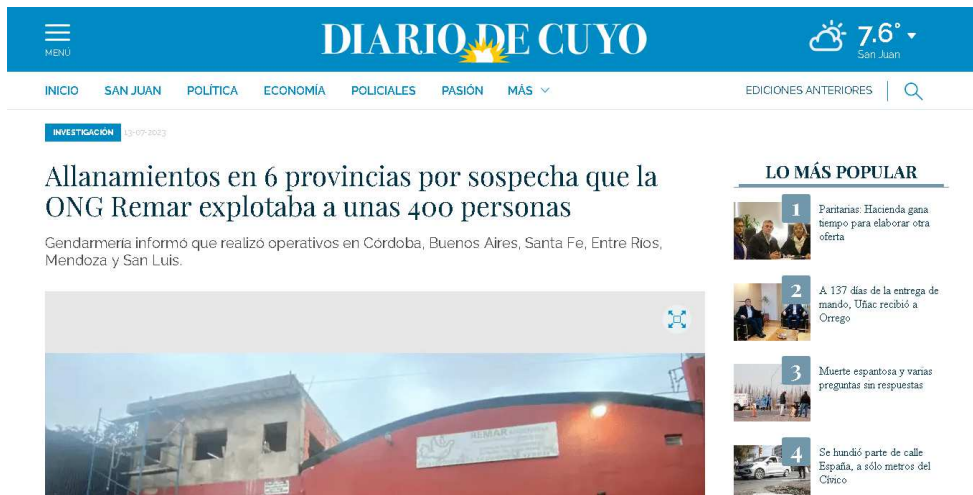 DIARIO DE CUYO
7.6°
MENÚ
San Juan
INICIO SAN JUAN POLÍTICA ECONOMÍA POLICIALES PASIÓN MÁS EDICIONES ANTERIORES
INVESTIGACIÓN 13-07-2023
Allanamientos en 6 provincias por sospecha que la
ONG Remar explotaba a unas 400 personas
Gendarmería informó que realizó operativos en Córdoba, Buenos Aires, Santa Fe, Entre Ríos,
Mendoza y San Luis.
REMAR
LO MÁS POPULAR
1
Paritarias: Hacienda gana
tiempo para elaborar otra
oferta
2
A 137 días de la entrega de
mando, Uñac recibió a
Orrego
3
Muerte espantosa y varias
preguntas sin respuestas
4
Se hundió parte de calle
España, a sólo metros del
Cívico